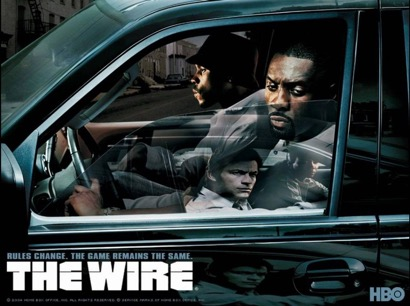 RULES CHANGE. THE GAME REMAINS THE SAME.
THE WIRE
HBO